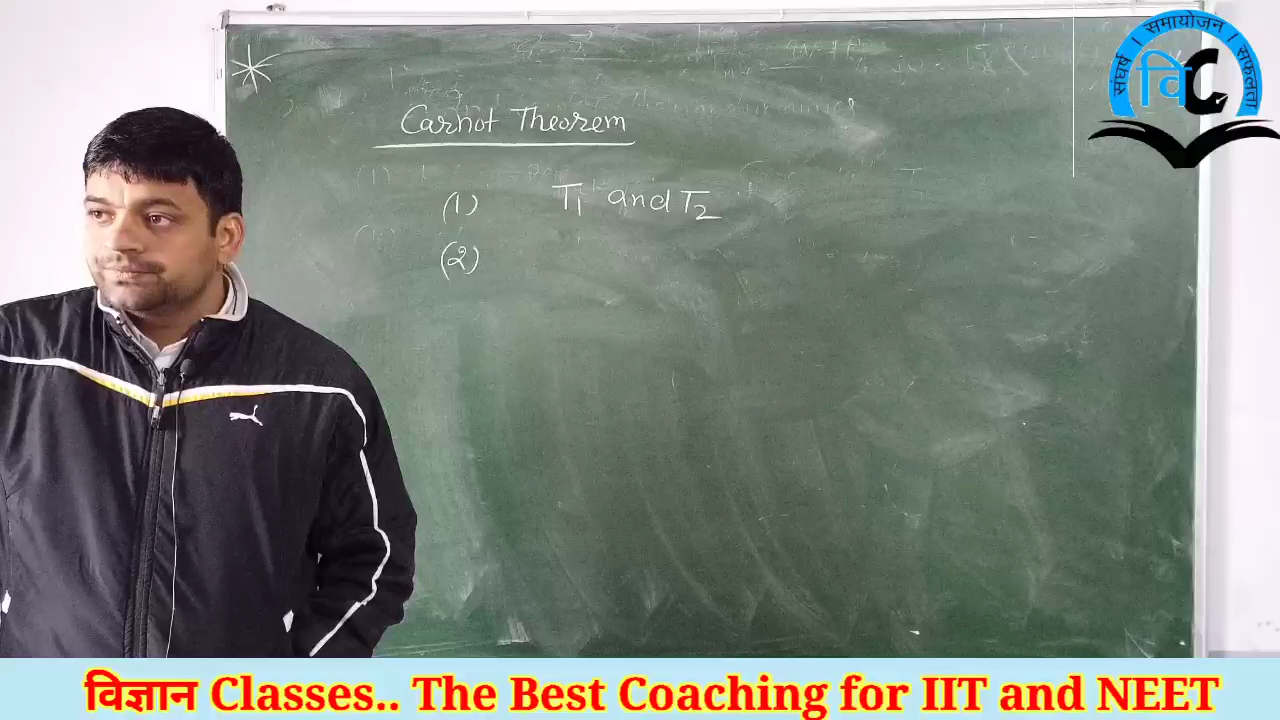 संघर्ष । समायोजन । सफलता
वि C
Carnot Theorem
(1) T₁ and T₂
(2)
विज्ञान Classes.. The Best Coaching for IIT and NEET